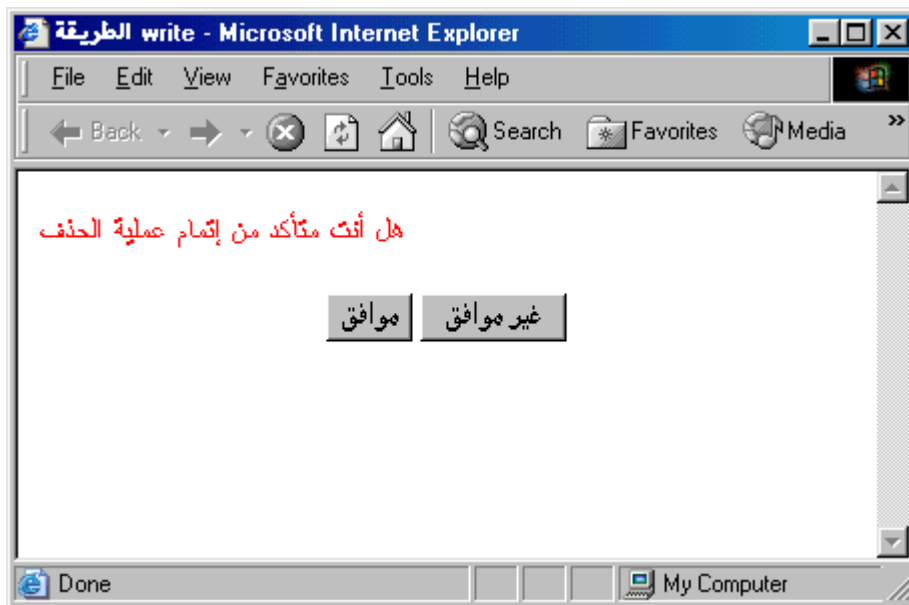 الطريقة write - Microsoft Internet Explorer
File Edit View Favorites Tools Help
Back Search Favorites Media »
هل أنت متأكد من إتمام عملية الحذف
موافق غير موافق
Done My Computer